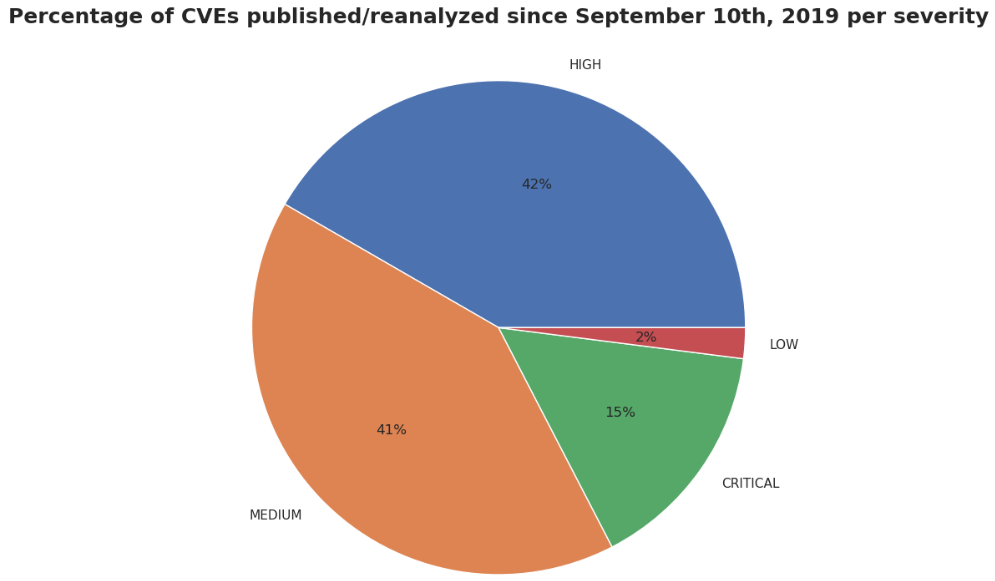 Percentage of CVEs published/reanalyzed since September 10th, 2019 per severity
HIGH
42%
2%
LOW
15%
41%
CRITICAL
MEDIUM